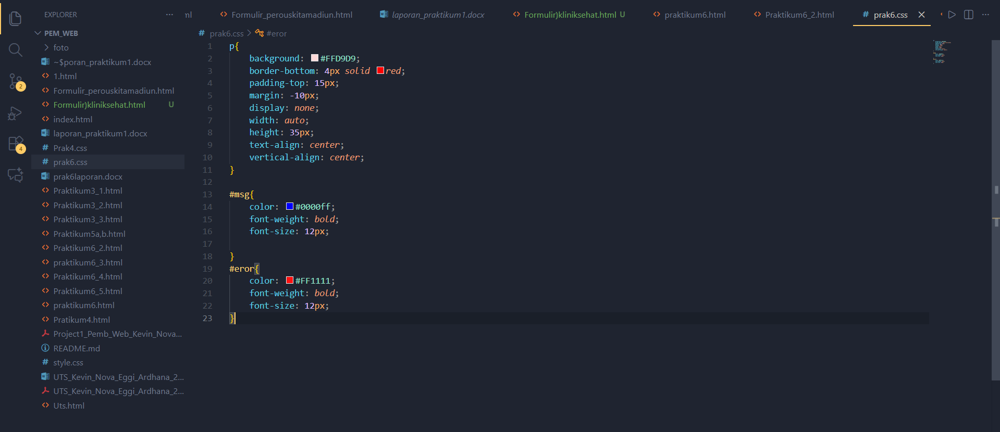 EXPLORER
ml
Formulir_perouskitamadiun.html
laporan_praktikum1.docx
Formulir)kliniksehat.html U
praktikum6.html
Praktikum6_2.html
# prak6.css
PEM_WEB
foto
~$poran_praktikum1.docx
1.html
Formulir_perouskitamadiun.html
Formulir)kliniksehat.html U
index.html
laporan_praktikum1.docx
# Prak4.css
# prak6.css
prak6laporan.docx
Praktikum3_1.html
Praktikum3_2.html
Praktikum3_3.html
Praktikum5a,b.html
Praktikum6_2.html
praktikum6_3.html
Praktikum6_4.html
Praktikum6_5.html
praktikum6.html
Pratikum4.html
Project1_Pemb_Web_Kevin_Nova...
README.md
# style.css
UTS_Kevin_Nova_Eggi_Ardhana_2...
UTS_Kevin_Nova_Eggi_Ardhana_2...
Uts.html
2
4
# prak6.css > #eror
1 p{
2 background: #FFD9D9;
3 border-bottom: 4px solid red;
4 padding-top: 15px;
5 margin: -10px;
6 display: none;
7 width: auto;
8 height: 35px;
9 text-align: center;
10 vertical-align: center;
11 }
12
13 #msg{
14 color: #0000ff;
15 font-weight: bold;
16 font-size: 12px;
17
18 }
19 #eror{
20 color: #FF1111;
21 font-weight: bold;
22 font-size: 12px;
23 }